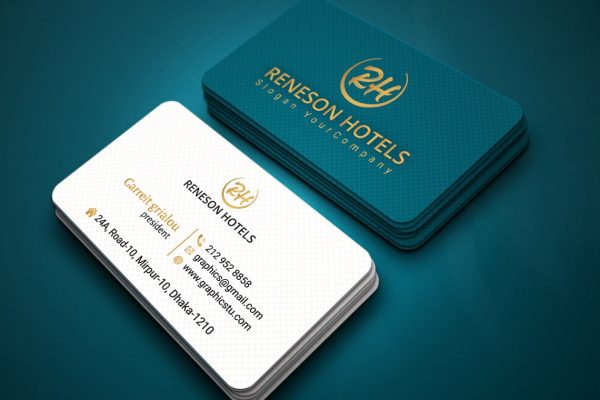 RH
RENESON HOTELS
Slogan YourCompany
RH
RENESON HOTELS
Garreit grialou
president
212 952 8858
graphics@gmail.com
www.graphicstu.com
24A, Road-10, Mirpur-10, Dhaka-1210